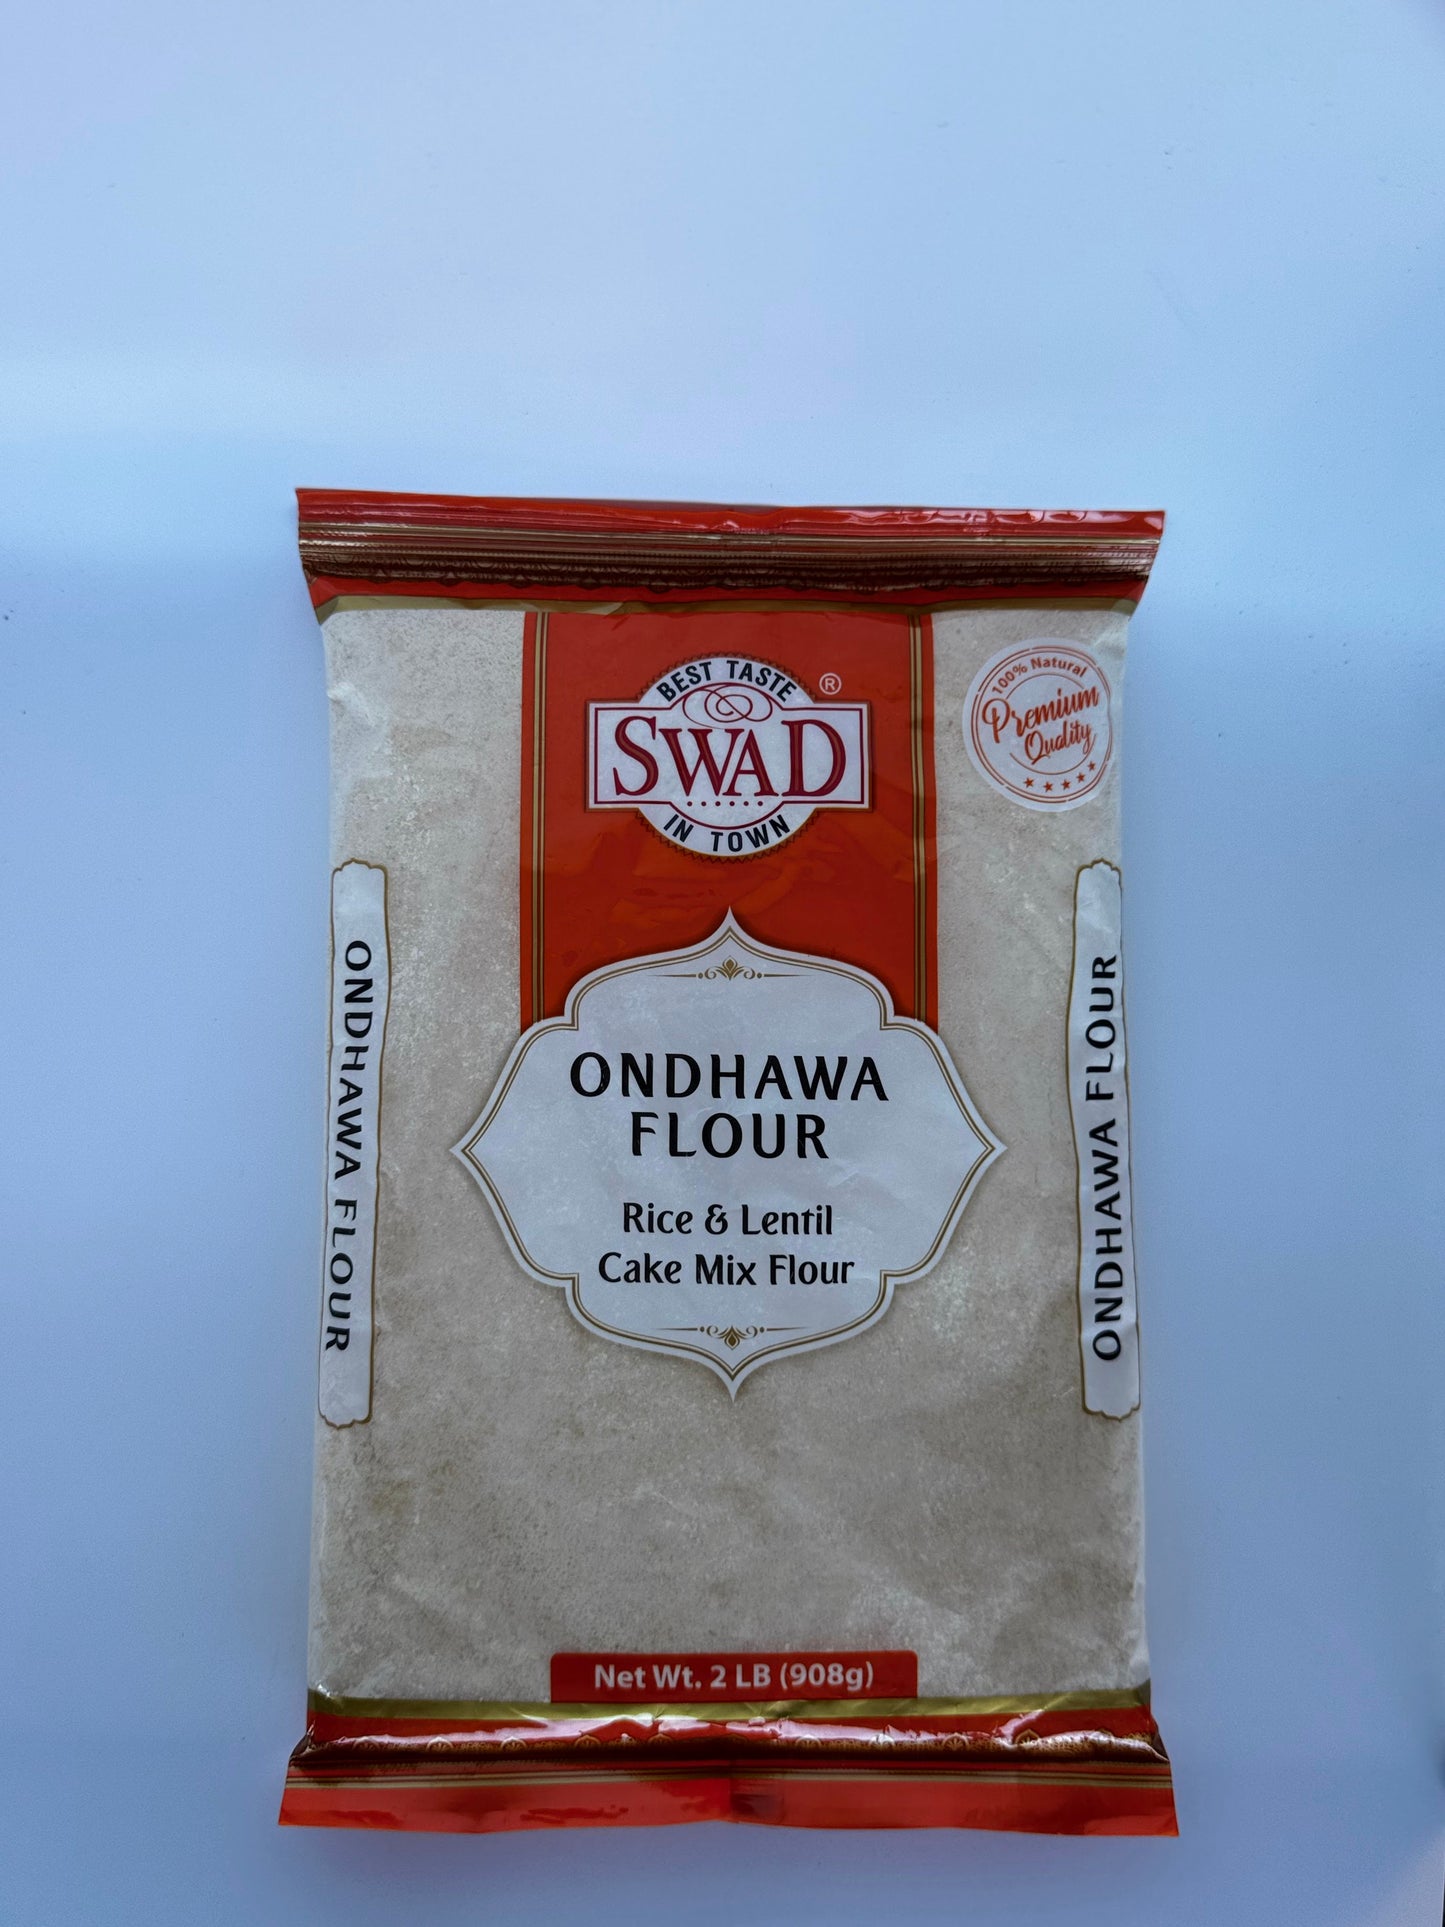 BEST TASTE
SWAD®
IN TOWN
100% Natural
Premium
Quality
ONDHAWA FLOUR
ONDHAWA
FLOUR
Rice & Lentil
Cake Mix Flour
ONDHAWA FLOUR
Net Wt. 2 LB (908g)